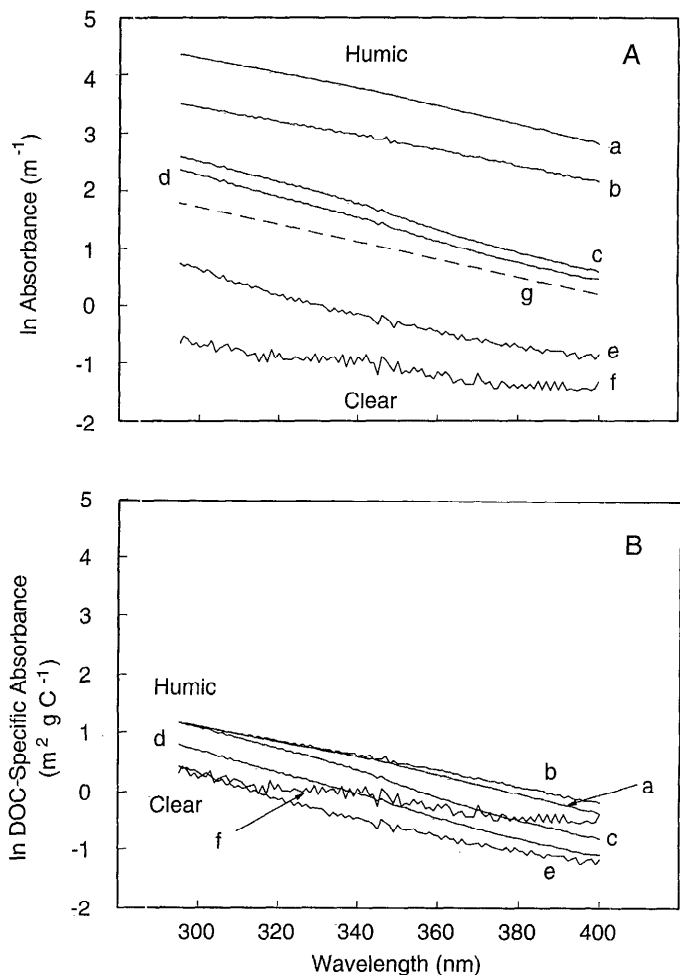 5
4
3
2
1
0
-1
-2
ln Absorbance (m⁻¹)
Humic
A
a
b
d
c
g
e
f
Clear
5
4
3
2
1
0
-1
-2
ln DOC-Specific Absorbance
(m² g C⁻¹)
B
Humic
d
b
a
Clear
f
c
e
300 320 340 360 380 400
Wavelength (nm)